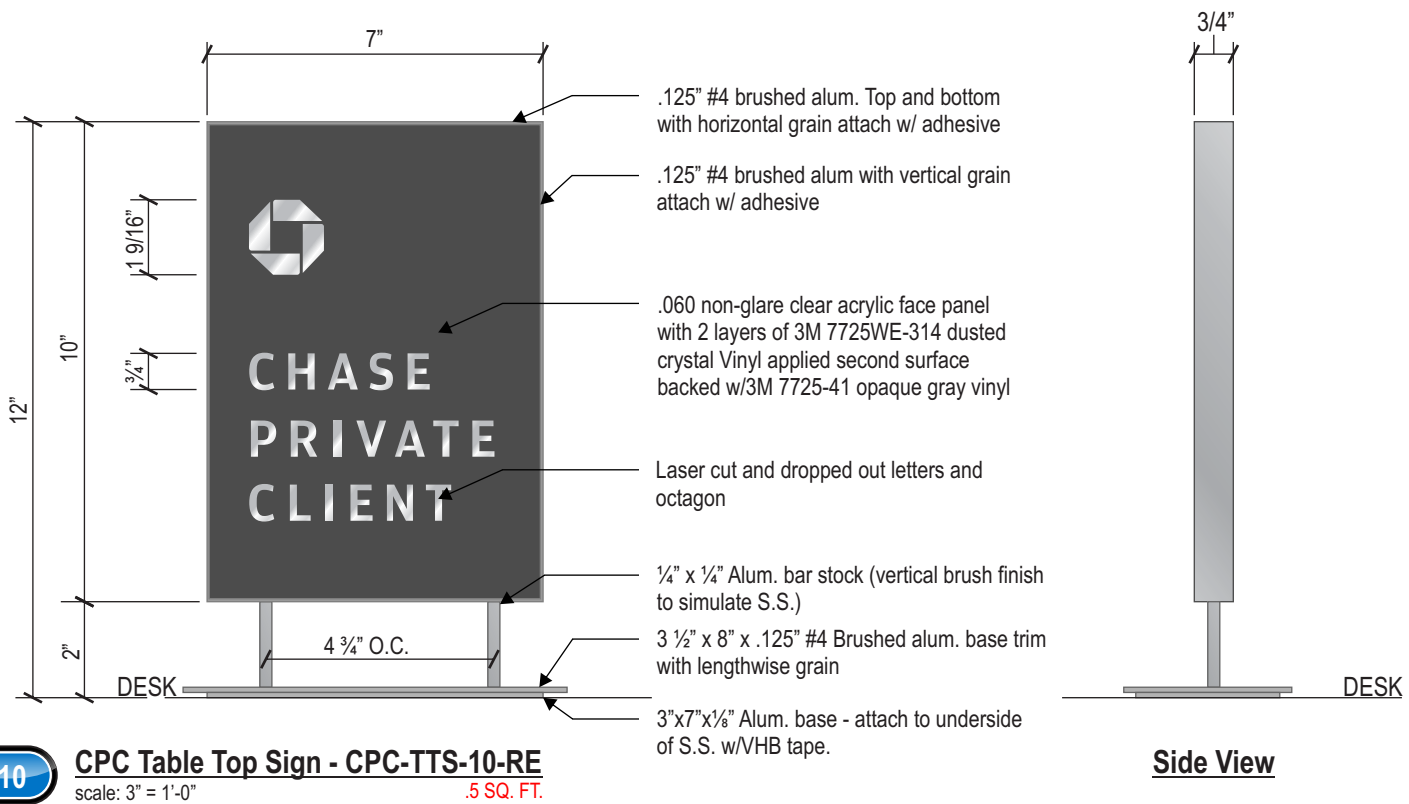 7”
3/4”
.125” #4 brushed alum. Top and bottom
with horizontal grain attach w/ adhesive
.125” #4 brushed alum with vertical grain
attach w/ adhesive
1 9/16”
.060 non-glare clear acrylic face panel
with 2 layers of 3M 7725WE-314 dusted
crystal Vinyl applied second surface
backed w/3M 7725-41 opaque gray vinyl
10”
¾”
12”
CHASE
PRIVATE
CLIENT
Laser cut and dropped out letters and
octagon
¼” x ¼” Alum. bar stock (vertical brush finish
to simulate S.S.)
2”
4 ¾” O.C.
3 ½” x 8” x .125” #4 Brushed alum. base trim
with lengthwise grain
DESK
DESK
3”x7”x⅛” Alum. base - attach to underside
of S.S. w/VHB tape.
10
CPC Table Top Sign - CPC-TTS-10-RE
scale: 3” = 1’-0”
.5 SQ. FT.
Side View